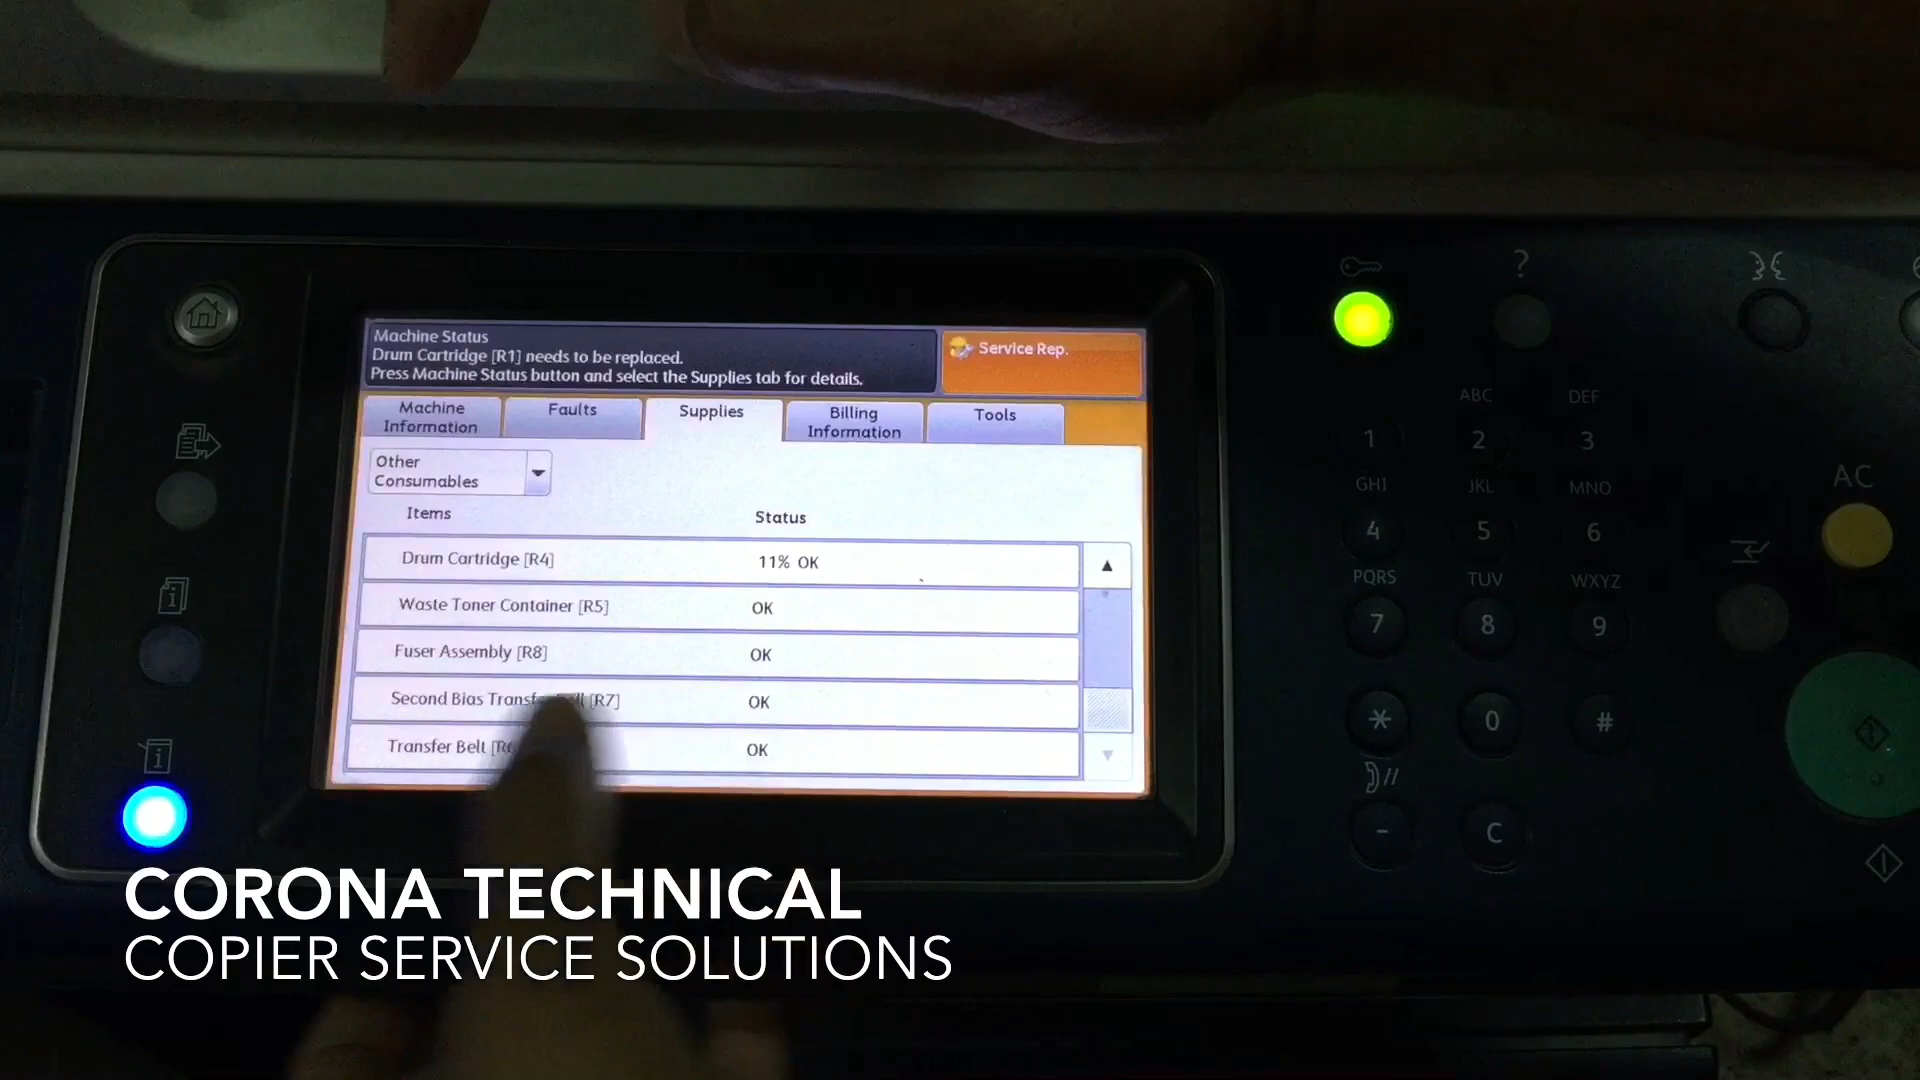 Machine Status
Drum Cartridge [R1] needs to be replaced.
Press Machine Status button and select the Supplies tab for details.
Service Rep.
Machine
Information
Faults
Supplies
Billing
Information
Tools
Other
Consumables
Items
Status
Drum Cartridge [R4]
11% OK
Waste Toner Container [R5]
OK
Fuser Assembly [R8]
OK
Second Bias [R7]
OK
Transfer Belt
OK
?
ABC
DEF
1
2
3
GHI
JKL
MNO
4
5
6
PQRS
TUV
WXYZ
7
8
9
*
0
#
-
C
AC
CORONA TECHNICAL
COPIER SERVICE SOLUTIONS